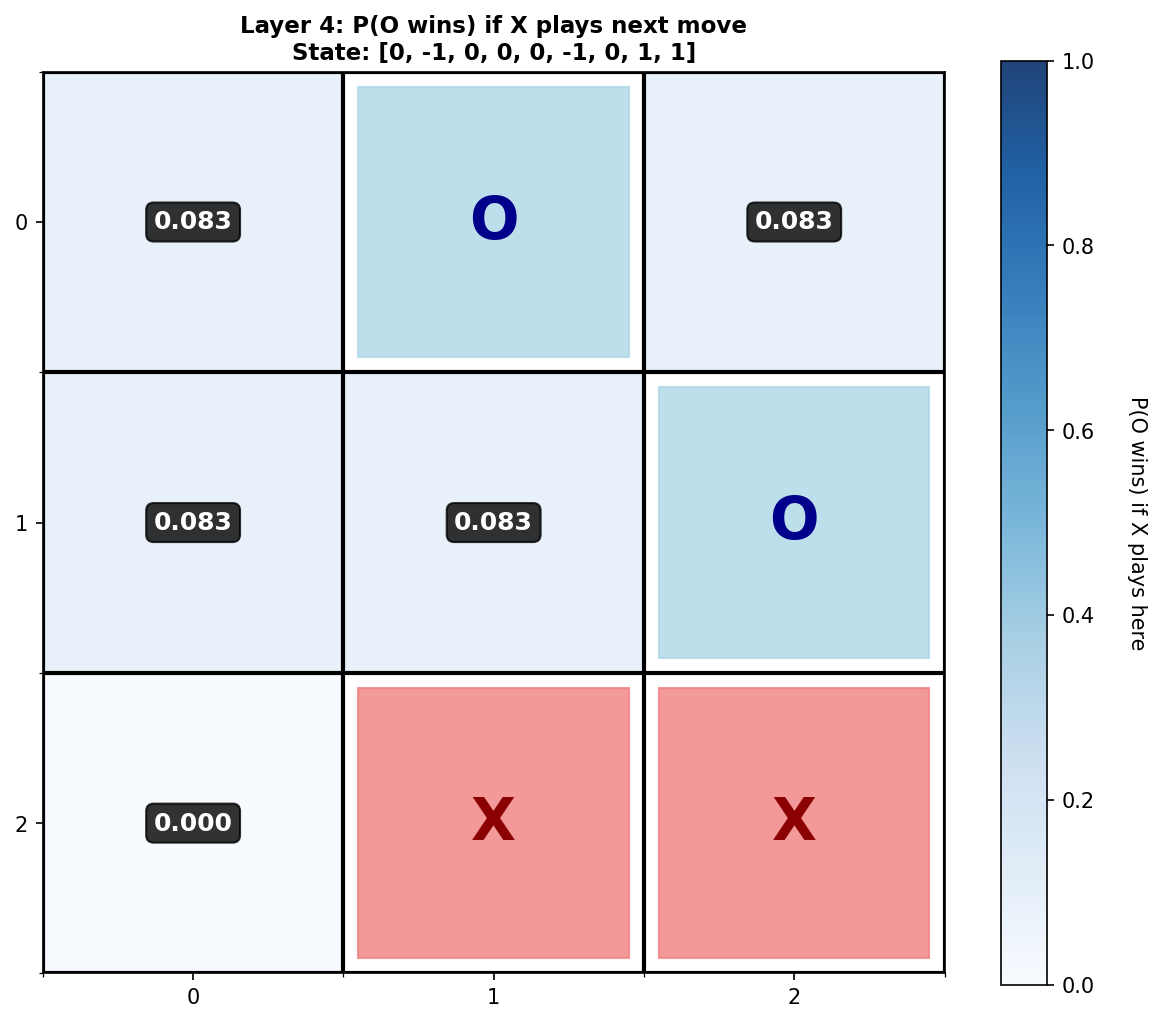 Layer 4: P(O wins) if X plays next move
State: [0, -1, 0, 0, 0, -1, 0, 1, 1]
0.083
O
0.083
0.083
0.083
O
0.000
X
X
0
1
2
0
1
2
1.0
0.8
0.6
0.4
0.2
0.0
P(O wins) if X plays here